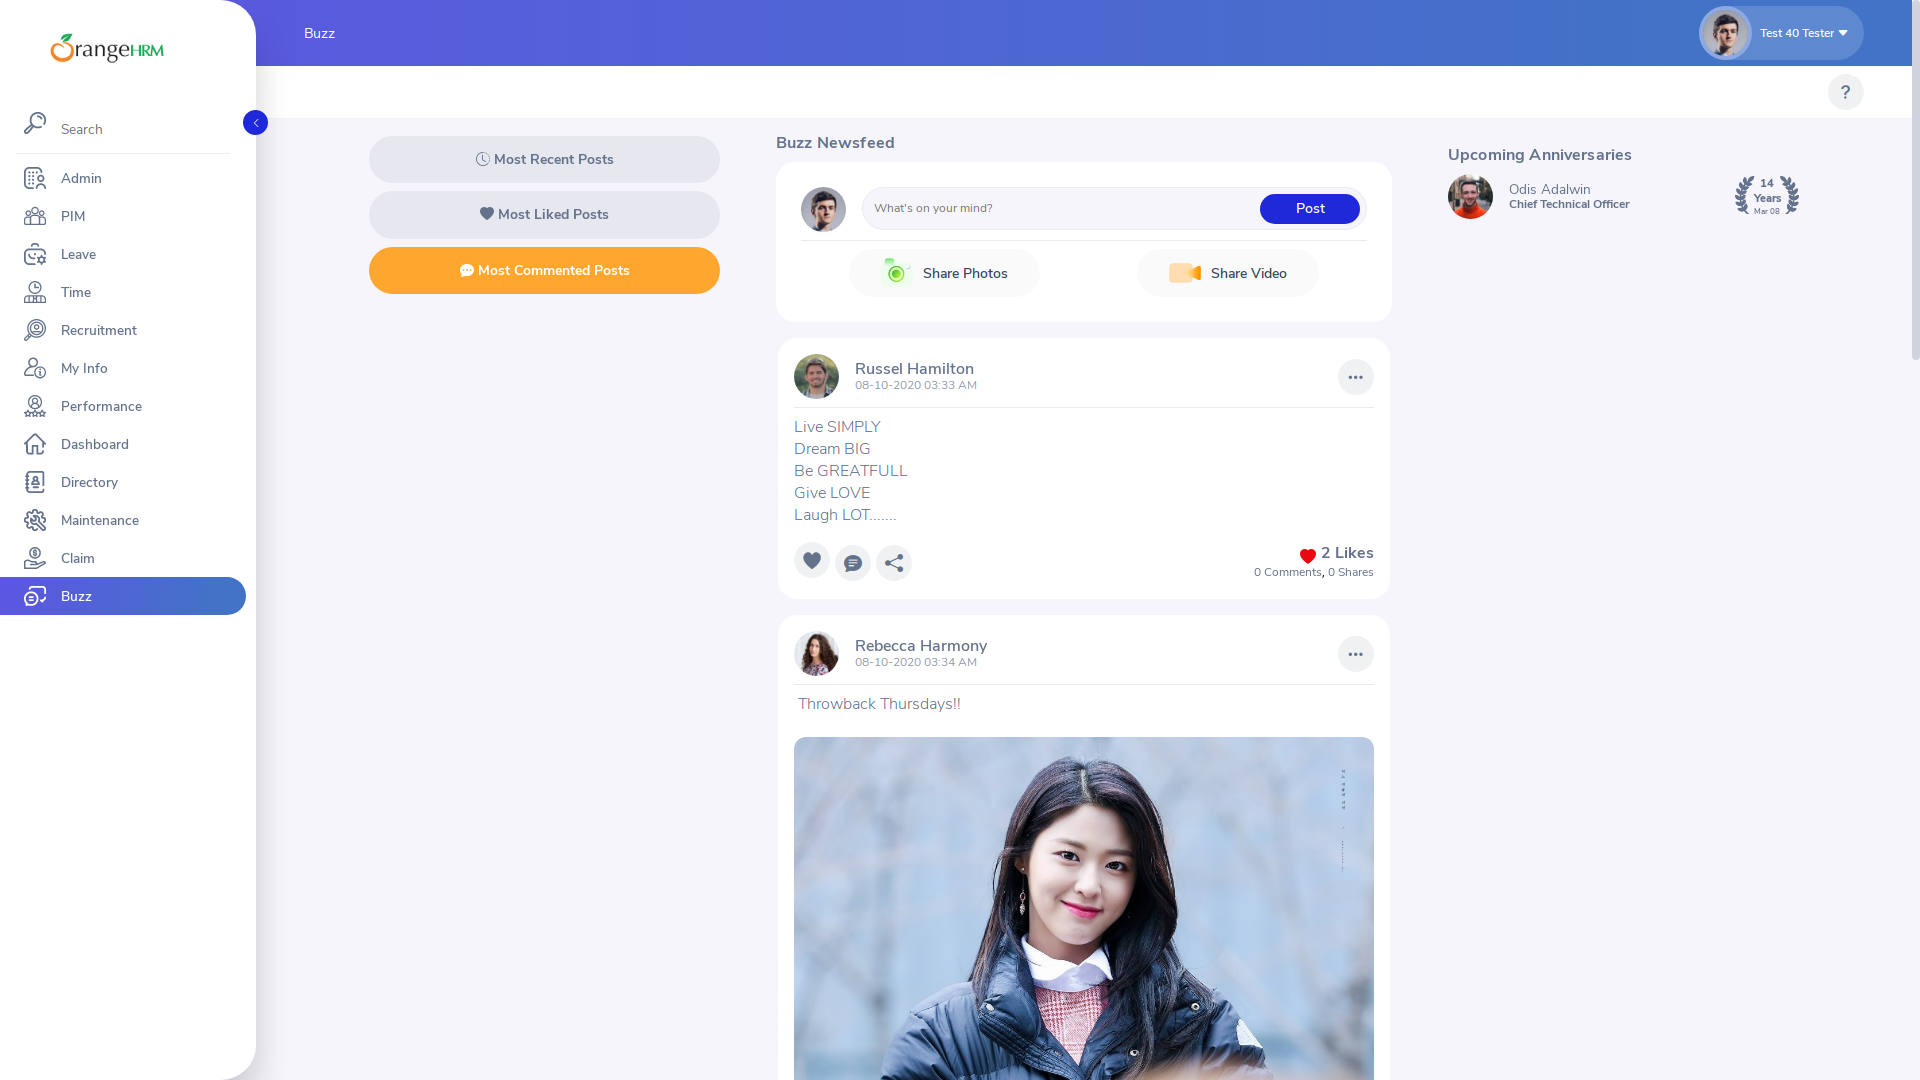 OrangeHRM
Search
Admin
PIM
Leave
Time
Recruitment
My Info
Performance
Dashboard
Directory
Maintenance
Claim
Buzz
Buzz
Test 40 Tester
?
Most Recent Posts
Most Liked Posts
Most Commented Posts
Buzz Newsfeed
What's on your mind?
Post
Share Photos
Share Video
Russel Hamilton
08-10-2020 03:33 AM
Live SIMPLY
Dream BIG
Be GREATFULL
Give LOVE
Laugh LOT.......
2 Likes
0 Comments, 0 Shares
Rebecca Harmony
08-10-2020 03:34 AM
Throwback Thursdays!!
Upcoming Anniversaries
Odis Adalwin
Chief Technical Officer
14
Years
Mar 08